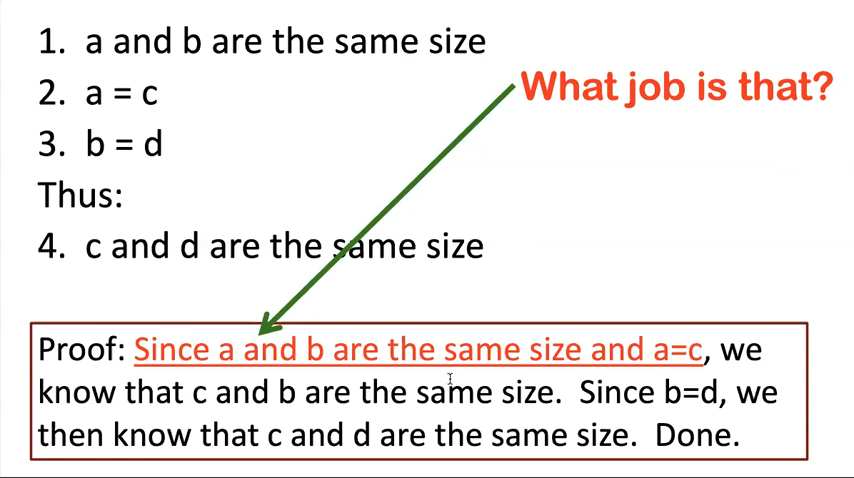 1. a and b are the same size
What job is that?
2. a = c
3. b = d
Thus:
4. c and d are the same size
Proof: Since a and b are the same size and a=c, we
know that c and b are the same size. Since b=d, we
then know that c and d are the same size. Done.